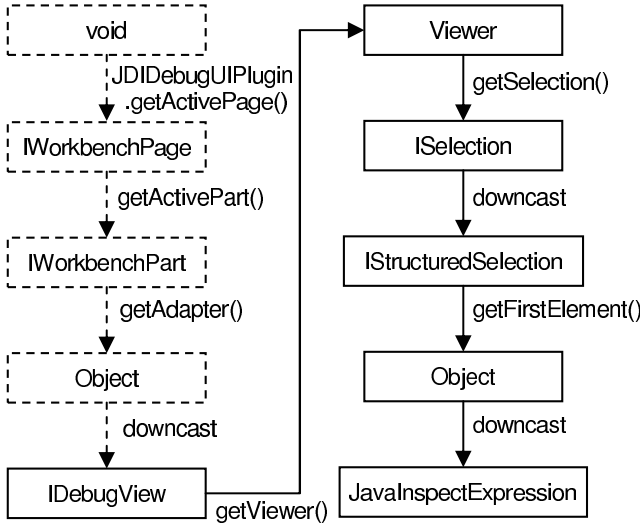 void
JDIDebugUIPlugin
.getActivePage()
IWorkbenchPage
getActivePart()
IWorkbenchPart
getAdapter()
Object
downcast
IDebugView
getViewer()
Viewer
getSelection()
ISelection
downcast
IStructuredSelection
getFirstElement()
Object
downcast
JavaInspectExpression